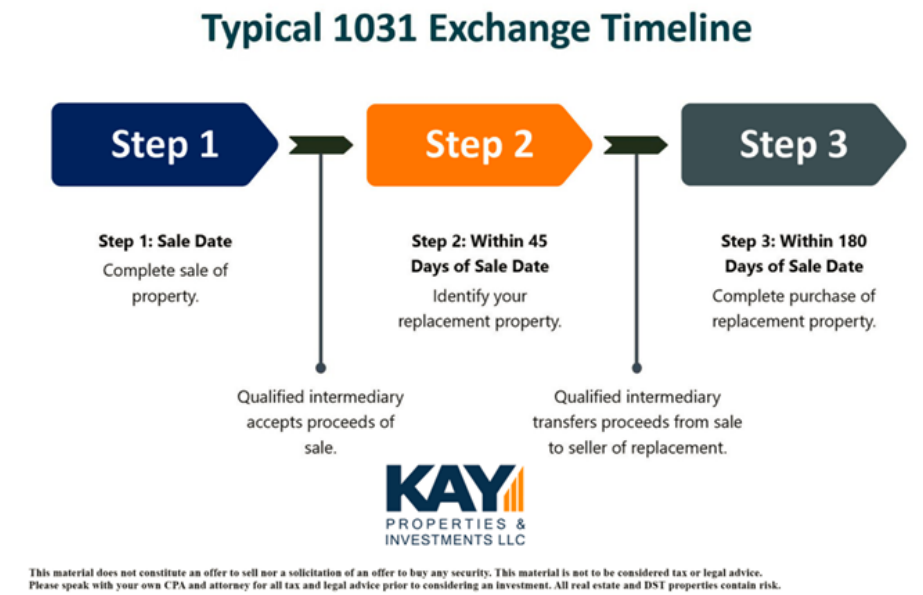 Typical 1031 Exchange Timeline
Step 1
Step 2
Step 3
Step 1: Sale Date
Complete sale of
property.
Step 2: Within 45
Days of Sale Date
Identify your
replacement property.
Step 3: Within 180
Days of Sale Date
Complete purchase of
replacement property.
Qualified intermediary
accepts proceeds of
sale.
Qualified intermediary
transfers proceeds from sale
to seller of replacement.
KAY
PROPERTIES &
INVESTMENTS LLC
This material does not constitute an offer to sell nor a solicitation of an offer to buy any security. This material is not to be considered tax or legal advice.
Please speak with your own CPA and attorney for all tax and legal advice prior to considering an investment. All real estate and DST properties contain risk.